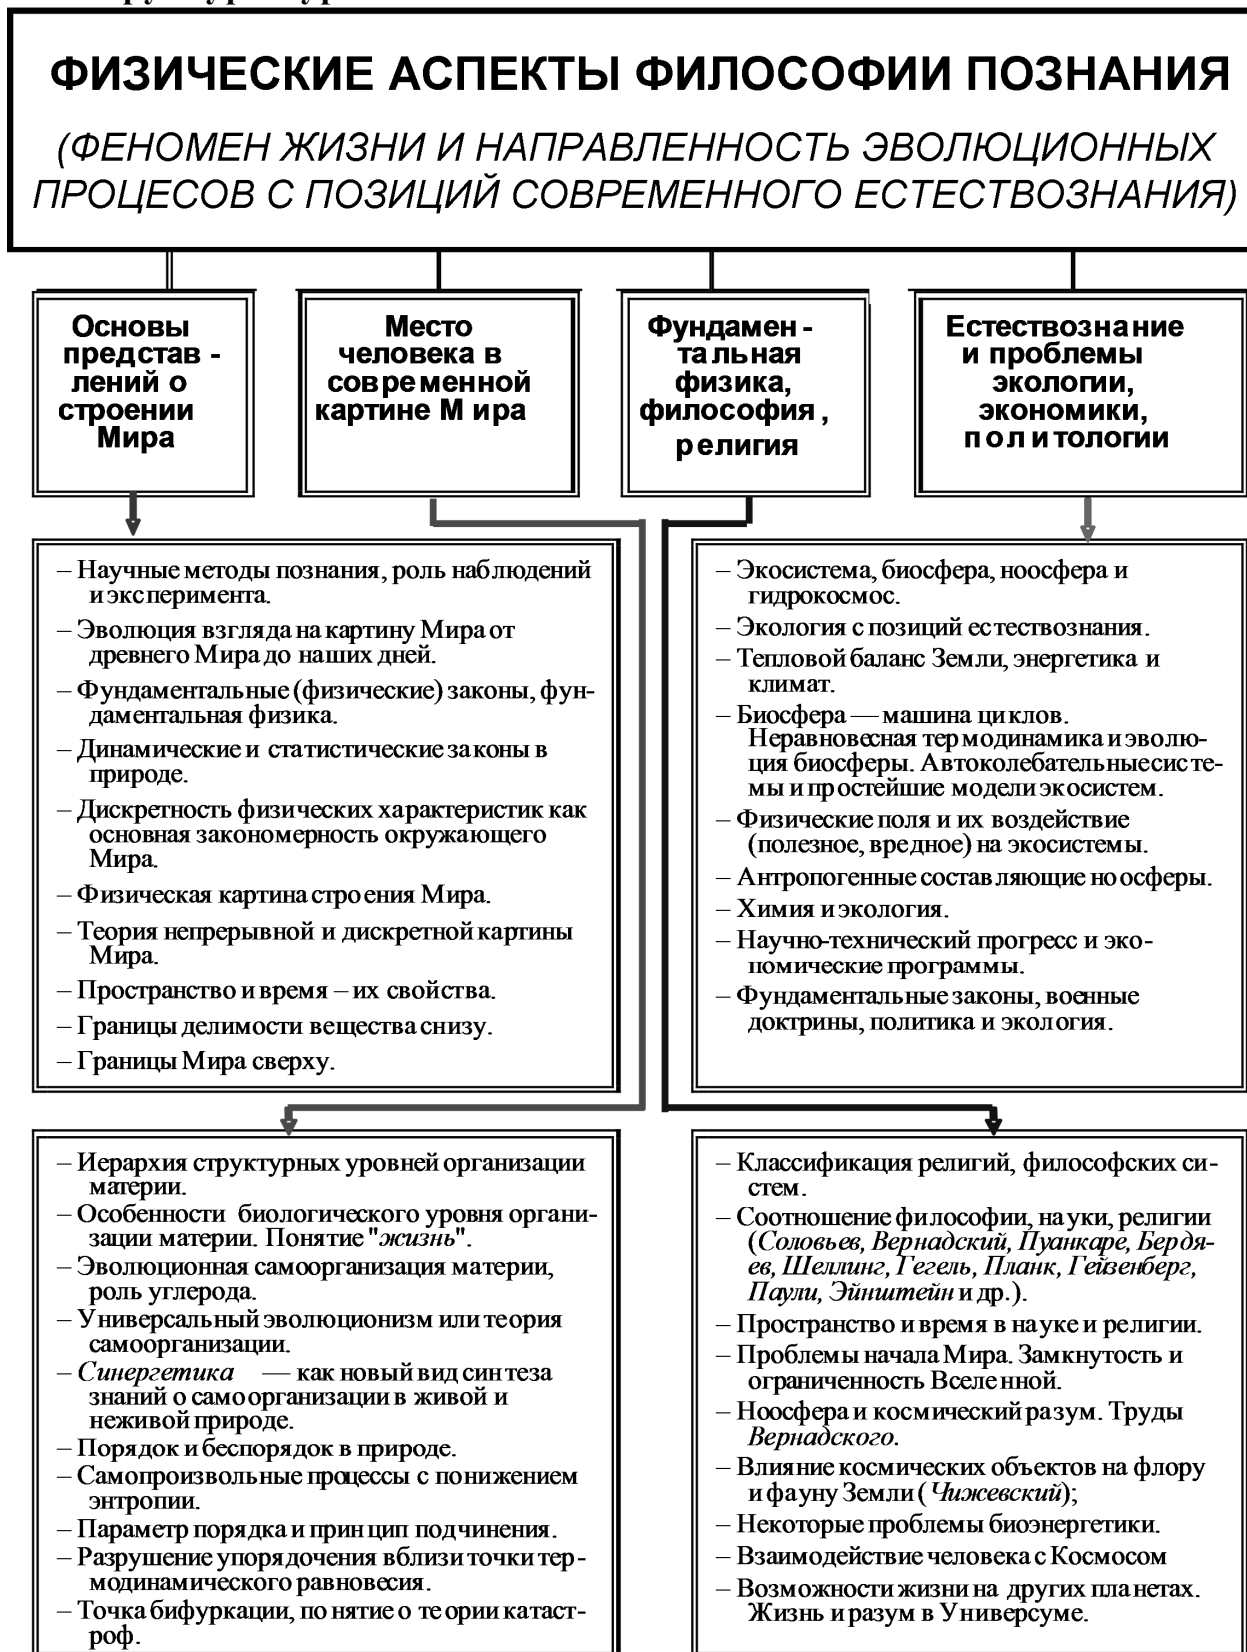 ФИЗИЧЕСКИЕ АСПЕКТЫ ФИЛОСОФИИ ПОЗНАНИЯ
(ФЕНОМЕН ЖИЗНИ И НАПРАВЛЕННОСТЬ ЭВОЛЮЦИОННЫХ
ПРОЦЕССОВ С ПОЗИЦИЙ СОВРЕМЕННОГО ЕСТЕСТВОЗНАНИЯ)
Основы
представ -
лений о
строении
Мира
Место
человека в
современной
картине Мира
Фундамен -
тальная
физика,
философия,
религия
Естествознание
и проблемы
экологии,
экономики,
политологии
– Научные методы познания, роль наблюдений
и эксперимента.
– Эволюция взгляда на картину Мира от
древнего Мира до наших дней.
– Фундаментальные (физические) законы, фун-
даментальная физика.
– Динамические и статистические законы в
природе.
– Дискретность физических характеристик как
основная закономерность окружающего
Мира.
– Физическая картина строения Мира.
– Теория непрерывной и дискретной картины
Мира.
– Пространство и время – их свойства.
– Границы делимости вещества снизу.
– Границы Мира сверху.
– Экосистема, биосфера, ноосфера и
гидрокосмос.
– Экология с позиций естествознания.
– Тепловой баланс Земли, энергетика и
климат.
– Биосфера — машина циклов.
Неравновесная термодинамика и эволю-
ция биосферы. Автоколебательные систе-
мы и простейшие модели экосистем.
– Физические поля и их воздействие
(полезное, вредное) на экосистемы.
– Антропогенные составляющие ноосферы.
– Химия и экология.
– Научно-технический прогресс и эко-
номические программы.
– Фундаментальные законы, военные
доктрины, политика и экология.
– Иерархия структурных уровней организации
материи.
– Особенности биологического уровня органи-
зации материи. Понятие "жизнь".
– Эволюционная самоорганизация материи,
роль углерода.
– Универсальный эволюционизм или теория
самоорганизации.
– Синергетика — как новый вид синтеза
знаний о самоорганизации в живой и
неживой природе.
– Порядок и беспорядок в природе.
– Самопроизвольные процессы с понижением
энтропии.
– Параметр порядка и принцип подчинения.
– Разрушение упорядочения вблизи точки тер-
модинамического равновесия.
– Точка бифуркации, понятие о теории катаст-
роф.
– Классификация религий, философских си-
стем.
– Соотношение философии, науки, религии
(Соловьев, Вернадский, Пуанкаре, Бердя-
ев, Шеллинг, Гегель, Планк, Гейзенберг,
Паули, Эйнштейн и др.).
– Пространство и время в науке и религии.
– Проблемы начала Мира. Замкнутость и
ограниченность Вселенной.
– Ноосфера и космический разум. Труды
Вернадского.
– Влияние космических объектов на флору
и фауну Земли (Чижевский);
– Некоторые проблемы биоэнергетики.
– Взаимодействие человека с Космосом
– Возможности жизни на других планетах.
Жизнь и разум в Универсуме.